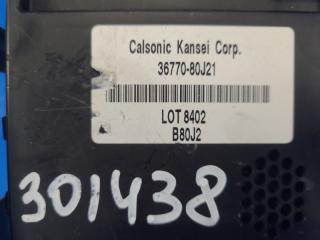 Calsonic Kansei Corp.
36770-80J21
LOT 8402
B80J2
301438